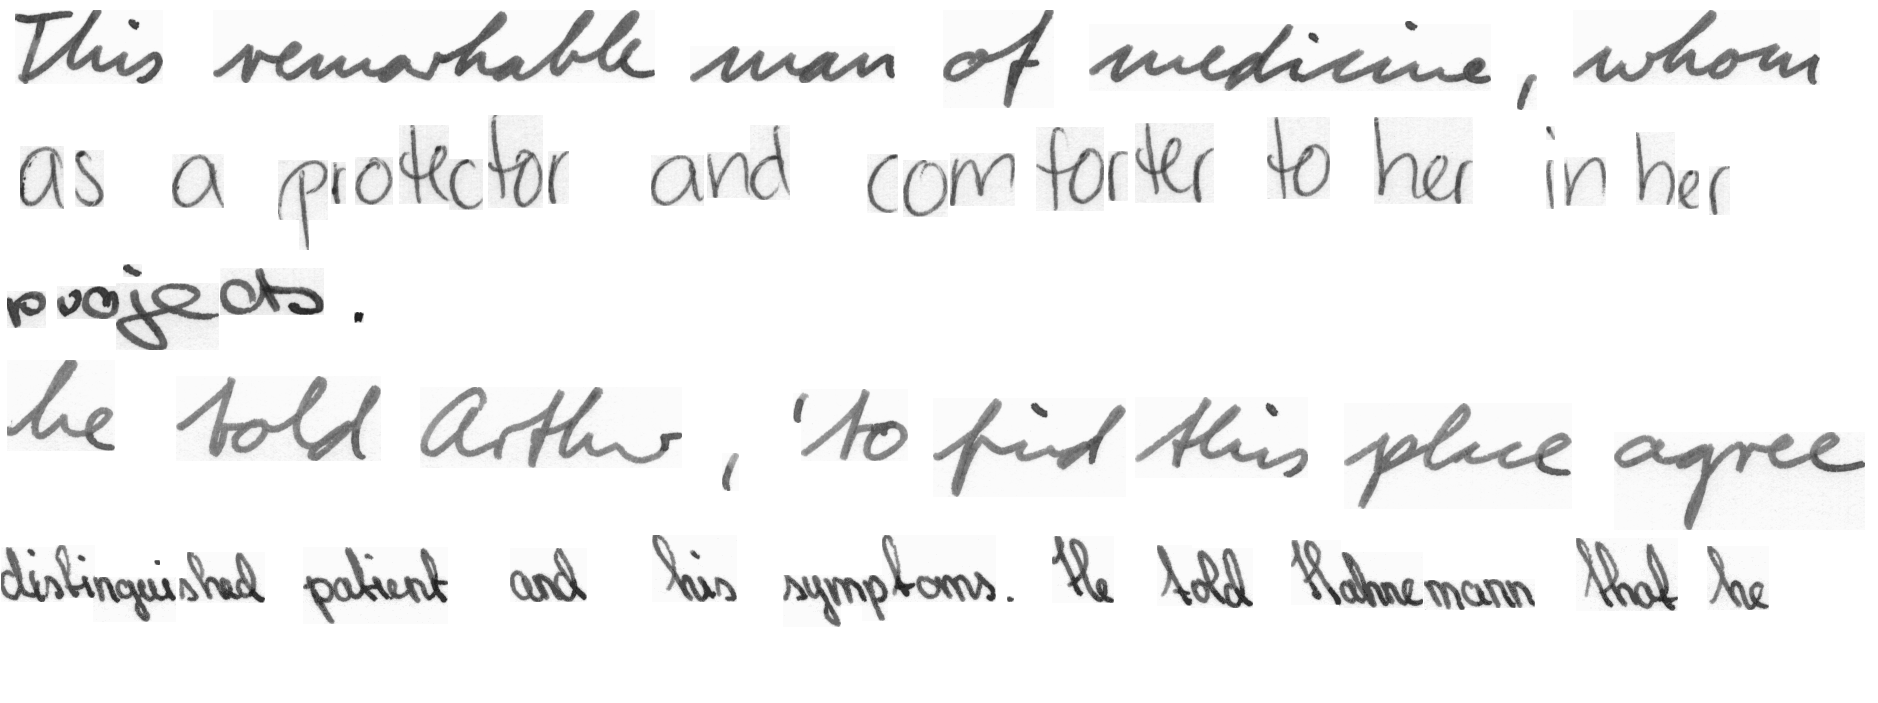 This remarkable man of medicine, whom
as a protector and comforter to her in her
projects.
he told Arthur, 'to find this place agree
distinguished patient and his symptoms. He told Hahnemann that he